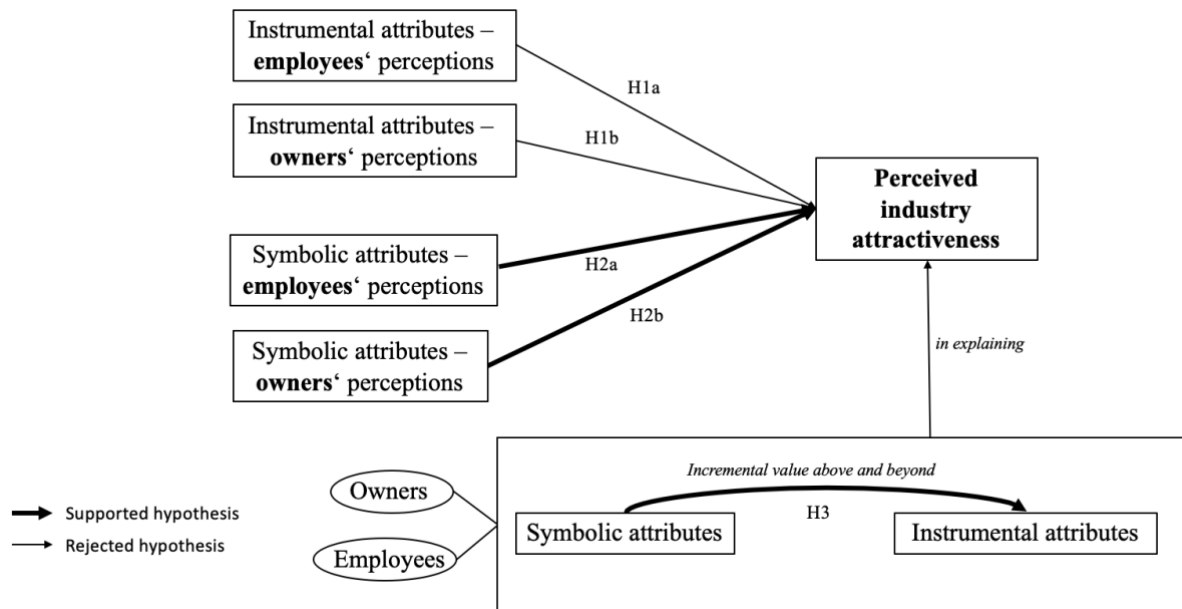 Instrumental attributes –
employees‘ perceptions
H1a
Instrumental attributes –
owners‘ perceptions
H1b
Perceived
industry
attractiveness
Symbolic attributes –
employees‘ perceptions
H2a
H2b
Symbolic attributes –
owners‘ perceptions
in explaining
Incremental value above and beyond
Owners
H3
Supported hypothesis
Symbolic attributes
Instrumental attributes
Rejected hypothesis
Employees